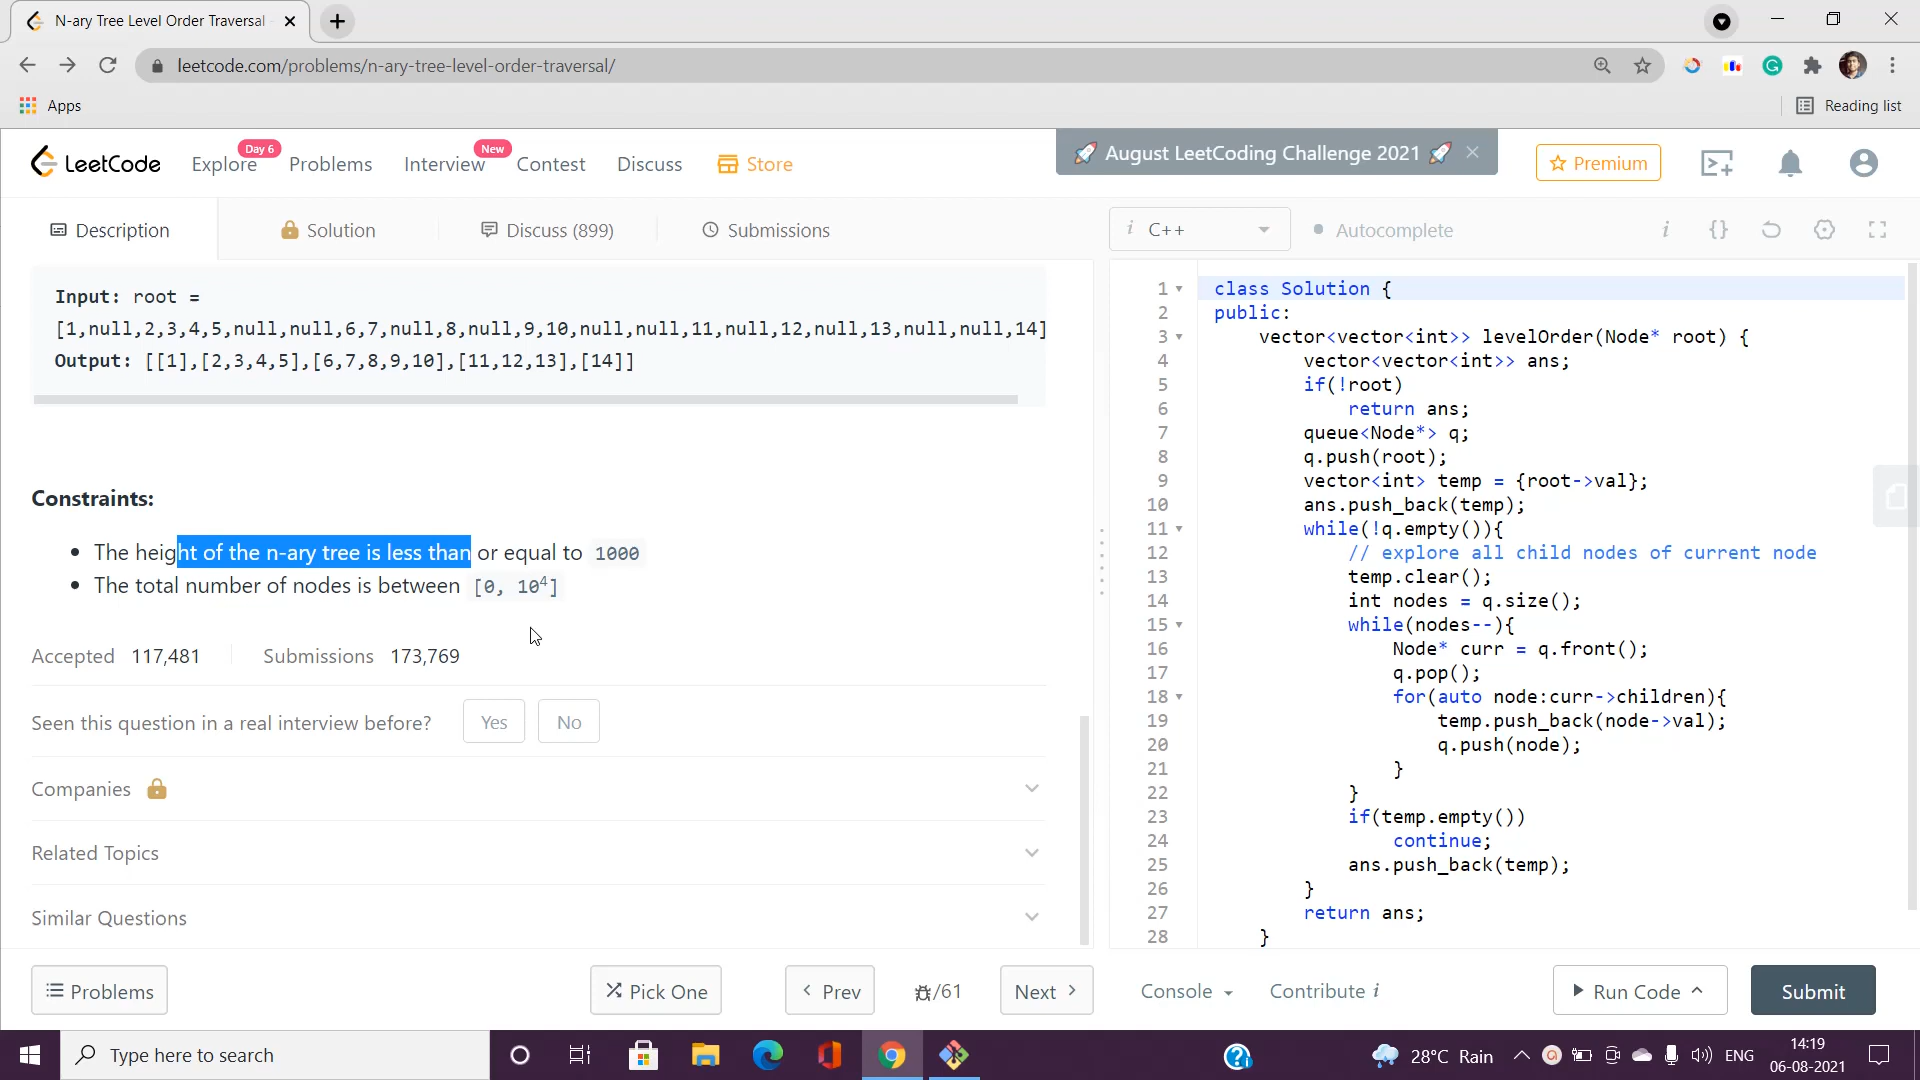 N-ary Tree Level Order Traversal
leetcode.com/problems/n-ary-tree-level-order-traversal/
Apps
Reading list
LeetCode
Explore
Day 6
Problems
Interview
New
Contest
Discuss
Store
🚀 August LeetCoding Challenge 2021 🚀
Premium
Description
Solution
Discuss (899)
Submissions
i C++
Autocomplete
Input: root =
[1,null,2,3,4,5,null,null,6,7,null,8,null,9,10,null,null,11,null,12,null,13,null,null,14]
Output: [[1],[2,3,4,5],[6,7,8,9,10],[11,12,13],[14]]
Constraints:
• The height of the n-ary tree is less than or equal to 1000
• The total number of nodes is between [0, 10⁴]
Accepted 117,481 Submissions 173,769
Seen this question in a real interview before? Yes No
Companies
Related Topics
Similar Questions
1 class Solution {
2 public:
3 vector<vector<int>> levelOrder(Node* root) {
4 vector<vector<int>> ans;
5 if(!root)
6 return ans;
7 queue<Node*> q;
8 q.push(root);
9 vector<int> temp = {root->val};
10 ans.push_back(temp);
11 while(!q.empty()){
12 // explore all child nodes of current node
13 temp.clear();
14 int nodes = q.size();
15 while(nodes--){
16 Node* curr = q.front();
17 q.pop();
18 for(auto node:curr->children){
19 temp.push_back(node->val);
20 q.push(node);
21 }
22 }
23 if(temp.empty())
24 continue;
25 ans.push_back(temp);
26 }
27 return ans;
28 }
Problems
Pick One
Prev
/61
Next
Console
Contribute i
Run Code
Submit
Type here to search
28°C Rain
ENG
14:19
06-08-2021